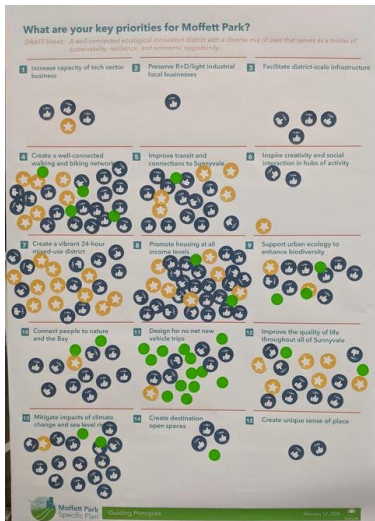 What are your key priorities for Moffett Park?
DRAFT Intent: A well-connected ecological innovation district with a diverse mix of uses that serves as a model of
sustainability, resilience, and economic opportunity.
1 Increase capacity of tech sector
business
2 Preserve R+D/light industrial
local businesses
3 Facilitate district-scale infrastructure
4 Create a well-connected
walking and biking network
5 Improve transit and
connections to Sunnyvale
6 Inspire creativity and social
interaction in hubs of activity
7 Create a vibrant 24-hour
mixed-use district
8 Promote housing at all
income levels
9 Support urban ecology to
enhance biodiversity
10 Connect people to nature
and the Bay
11 Design for no net new
vehicle trips
12 Improve the quality of life
throughout all of Sunnyvale
13 Mitigate impacts of climate
change and sea level
14 Create destination
open spaces
15 Create unique sense of place
Moffett Park
Specific Plan
Guiding Principles
February 12, 2020